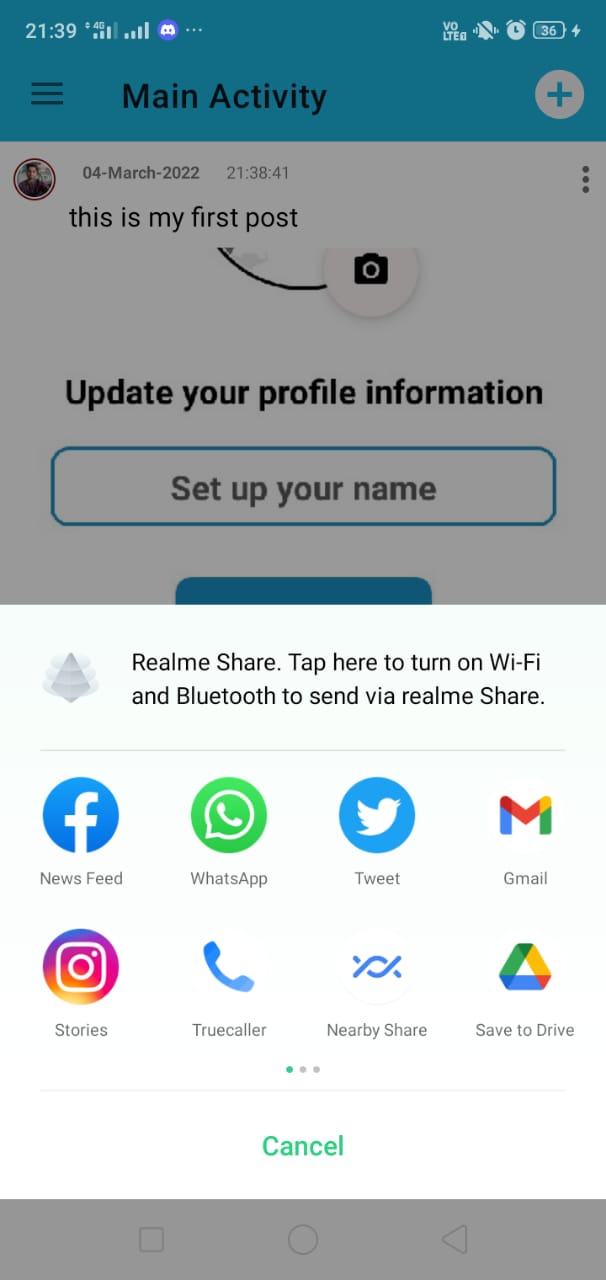 21:39 4G VO LTE 36
Main Activity
04-March-2022 21:38:41
this is my first post
Update your profile information
Set up your name
Realme Share. Tap here to turn on Wi-Fi
and Bluetooth to send via realme Share.
News Feed WhatsApp Tweet Gmail
Stories Truecaller Nearby Share Save to Drive
Cancel